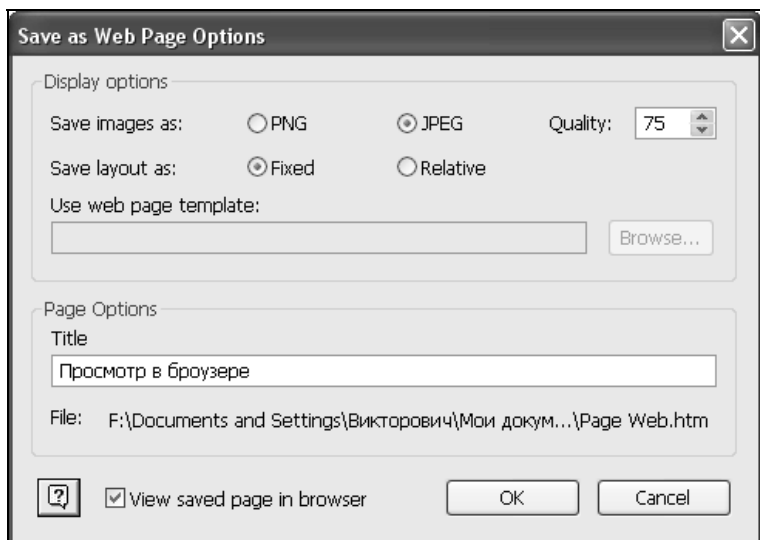 Save as Web Page Options
Display options
Save images as: PNG JPEG Quality: 75
Save layout as: Fixed Relative
Use web page template:
Browse...
Page Options
Title
Просмотр в броузере
File: F:\Documents and Settings\Викторович\Мои докум...\Page Web.htm
View saved page in browser OK Cancel